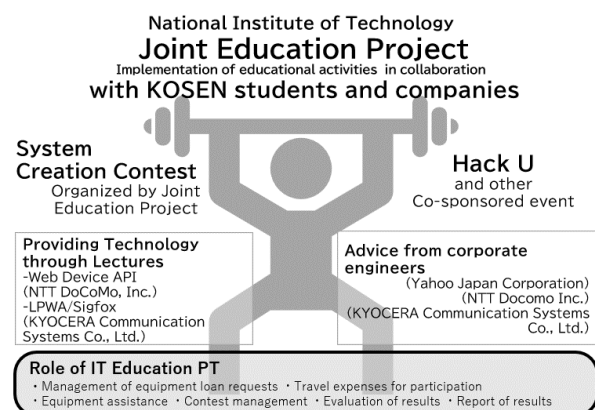 National Institute of Technology
Joint Education Project
Implementation of educational activities in collaboration
with KOSEN students and companies
System
Creation Contest
Organized by Joint
Education Project
Hack U
and other
Co-sponsored event
Providing Technology
through Lectures
-Web Device API
(NTT DoCoMo, Inc.)
-LPWA/Sigfox
(KYOCERA Communication
Systems Co., Ltd.)
Advice from corporate
engineers
(Yahoo Japan Corporation)
(NTT Docomo Inc.)
(KYOCERA Communication Systems
Co., Ltd.)
Role of IT Education PT
・Management of equipment loan requests ・Travel expenses for participation
・Equipment assistance ・Contest management ・Evaluation of results ・Report of results